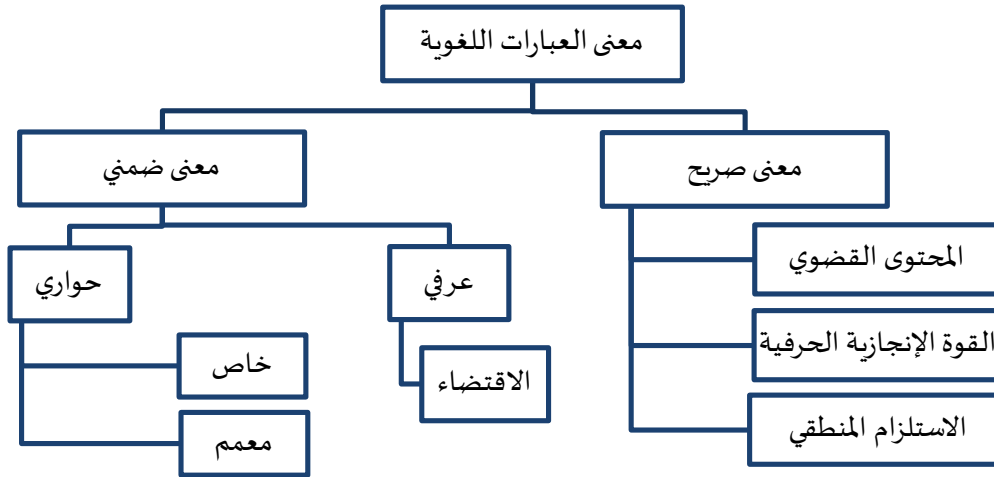 معنى العبارات اللغوية
معنى صريح
معنى ضمني
المحتوى القضوي
عرفي
حواري
القوة الإنجازية الحرفية
خاص
الاقتضاء
الاستلزام المنطقي
معمم